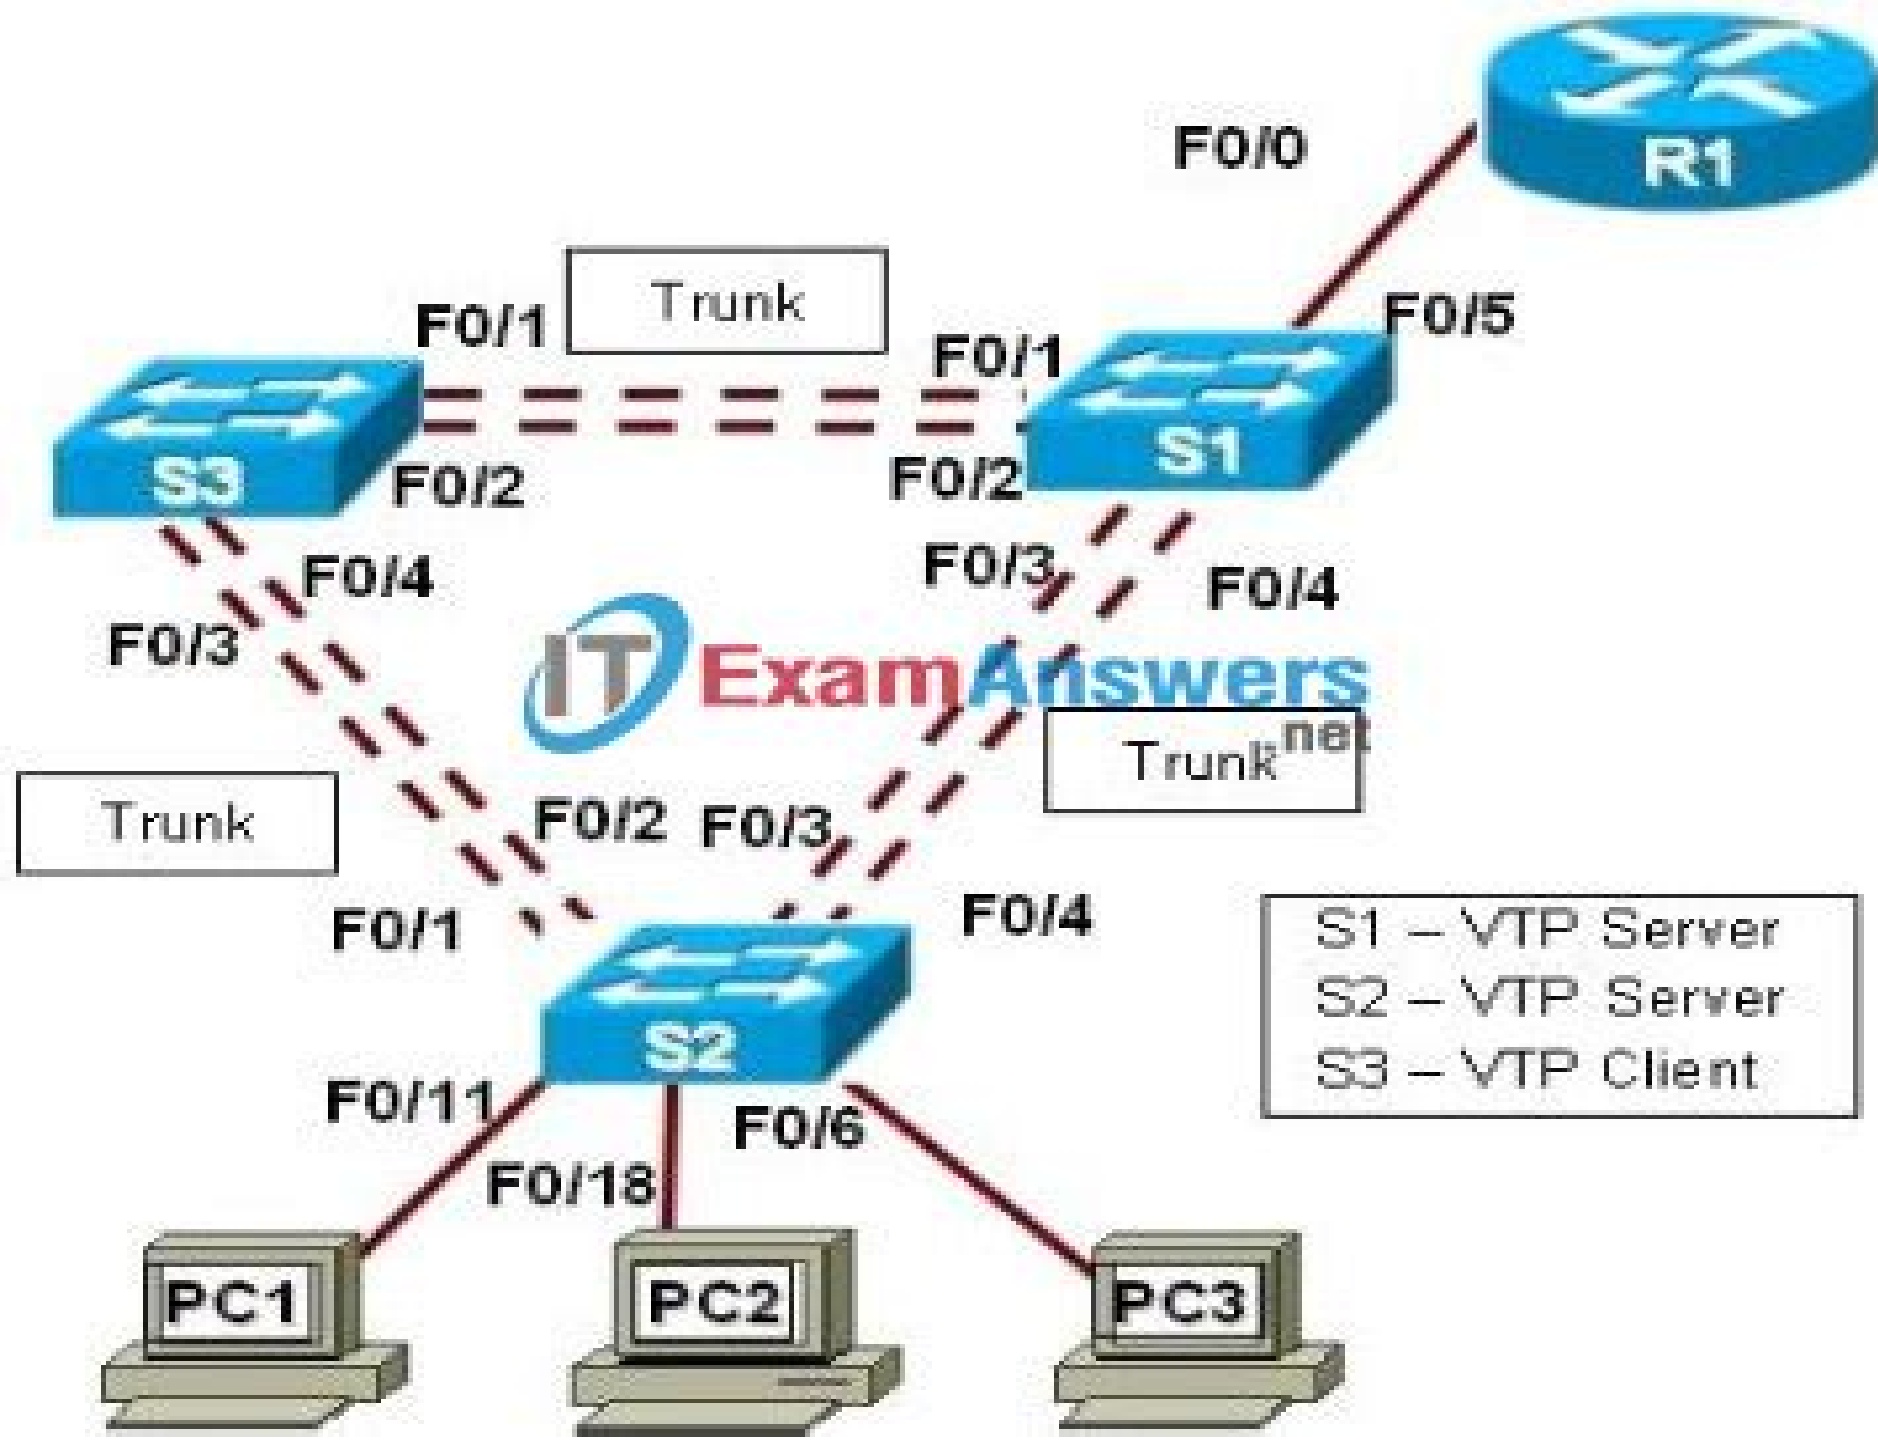 R1
F0/0
Trunk
F0/1
F0/1
F0/5
S3
S1
F0/2
F0/2
F0/4
F0/3
F0/3
F0/4
IT ExamAnswers
net
Trunk
Trunk
F0/2
F0/3
F0/1
F0/4
S2
S1 – VTP Server
S2 – VTP Server
S3 – VTP Client
F0/11
F0/18
F0/6
PC1
PC2
PC3